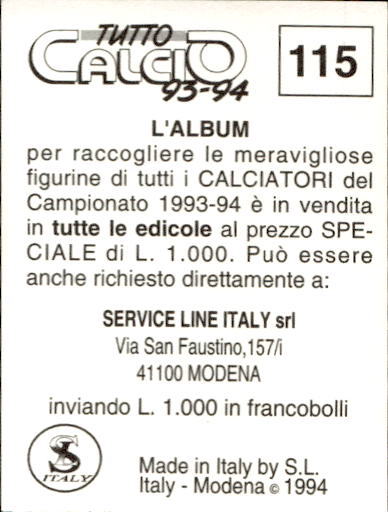 TUTTO
CALCIO
93-94
115
L'ALBUM
per raccogliere le meravigliose
figurine di tutti i CALCIATORI del
Campionato 1993-94 è in vendita
in tutte le edicole al prezzo SPE-
CIALE di L. 1.000. Può essere
anche richiesto direttamente a:
SERVICE LINE ITALY srl
Via San Faustino,157/i
41100 MODENA
inviando L. 1.000 in francobolli
SL
ITALY
Made in Italy by S.L.
Italy - Modena © 1994